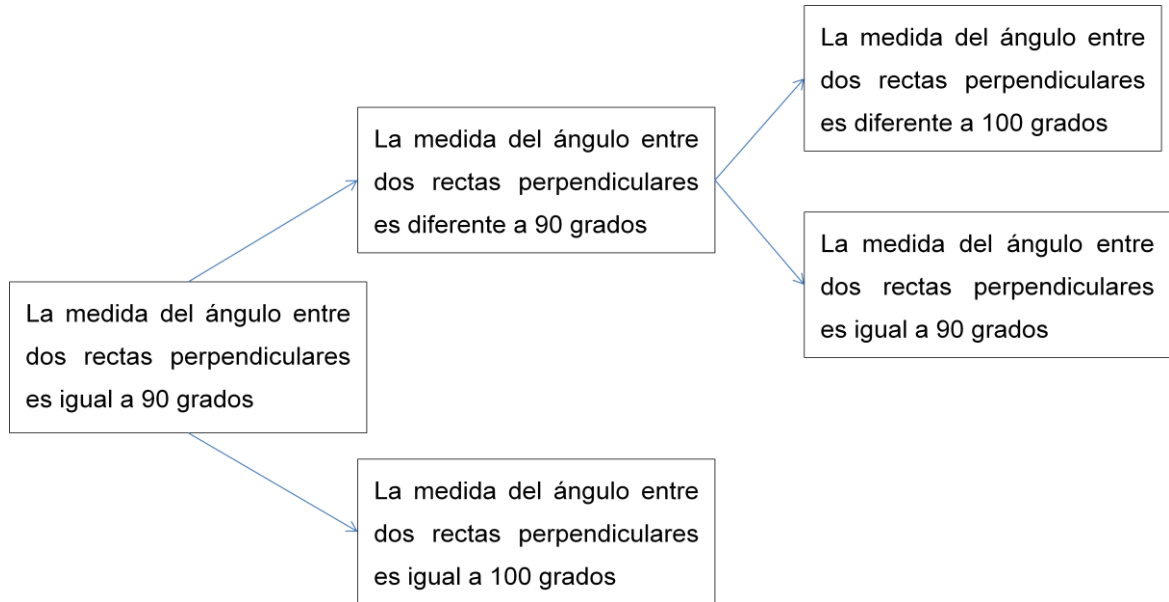 La medida del ángulo entre
dos rectas perpendiculares
es igual a 90 grados
La medida del ángulo entre
dos rectas perpendiculares
es diferente a 90 grados
La medida del ángulo entre
dos rectas perpendiculares
es igual a 100 grados
La medida del ángulo entre
dos rectas perpendiculares
es diferente a 100 grados
La medida del ángulo entre
dos rectas perpendiculares
es igual a 90 grados